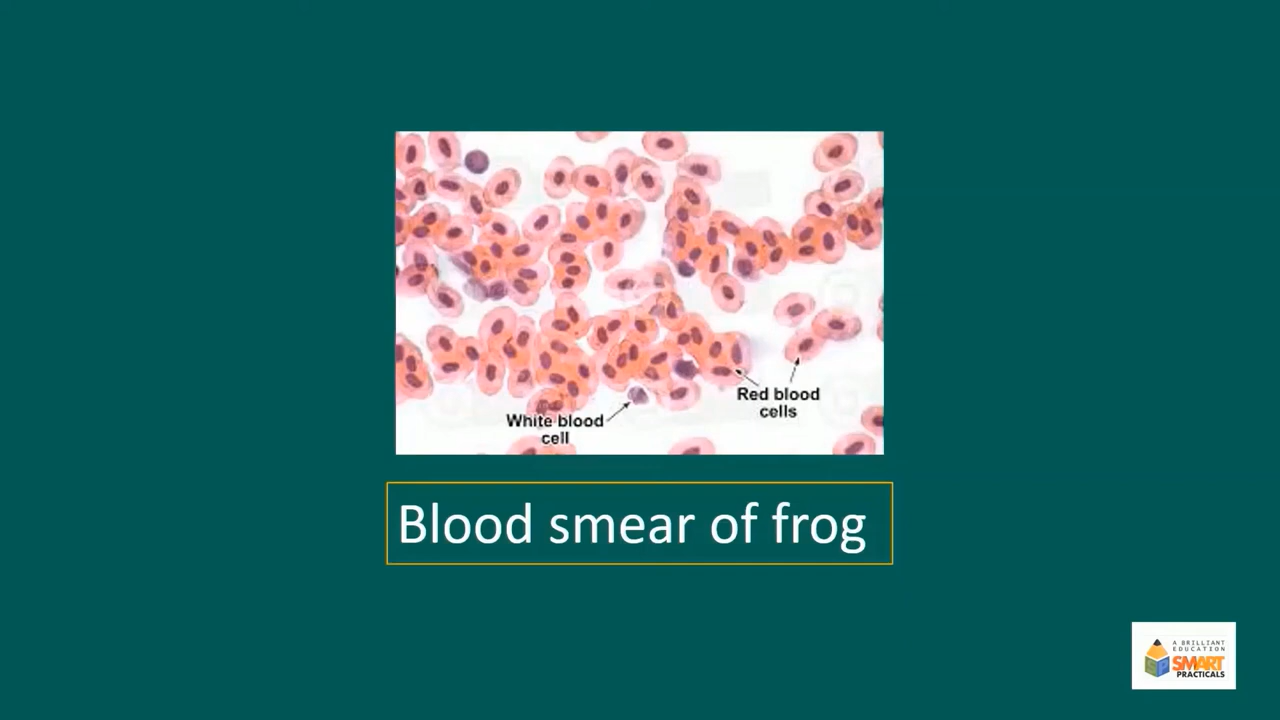 White blood
cell
Red blood
cells
Blood smear of frog
A BRILLIANT
EDUCATION
SMART
PRACTICALS